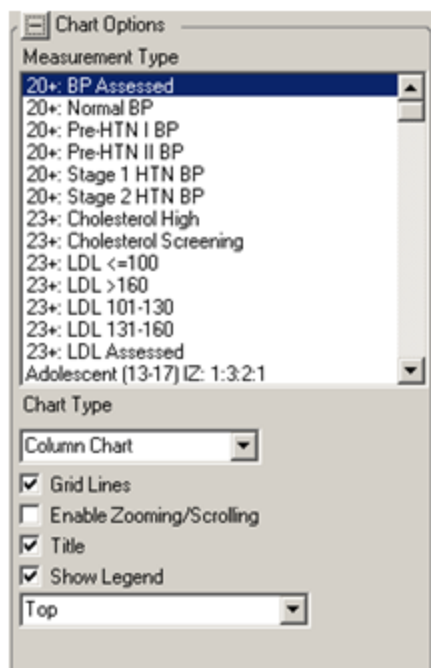 Chart Options
Measurement Type
20+: BP Assessed
20+: Normal BP
20+: Pre-HTN I BP
20+: Pre-HTN II BP
20+: Stage 1 HTN BP
20+: Stage 2 HTN BP
23+: Cholesterol High
23+: Cholesterol Screening
23+: LDL <=100
23+: LDL >160
23+: LDL 101-130
23+: LDL 131-160
23+: LDL Assessed
Adolescent (13-17) IZ: 1:3:2:1
Chart Type
Column Chart
Grid Lines
Enable Zooming/Scrolling
Title
Show Legend
Top